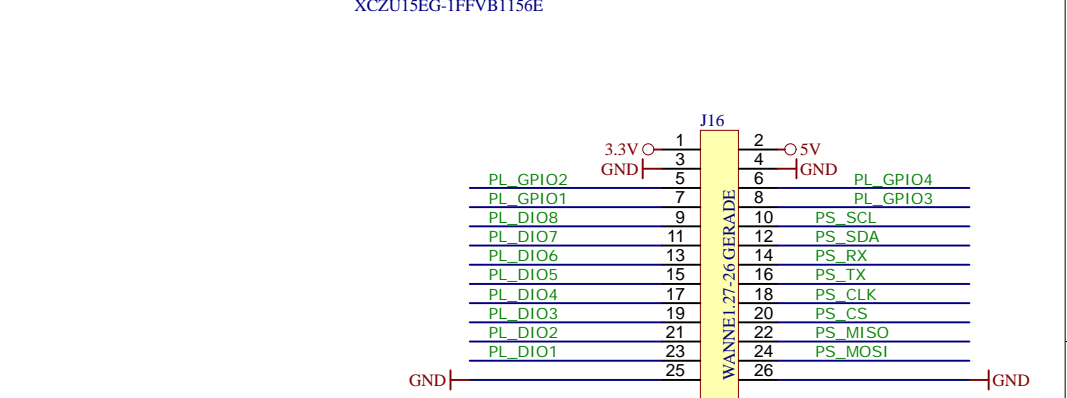 XCZU15EG-1FFVB1156E
J16
3.3V 1 2 5V
GND 3 4 GND
PL_GPIO2 5 6 PL_GPIO4
PL_GPIO1 7 8 PL_GPIO3
PL_DIO8 9 10 PS_SCL
PL_DIO7 11 12 PS_SDA
PL_DIO6 13 14 PS_RX
PL_DIO5 15 16 PS_TX
PL_DIO4 17 18 PS_CLK
PL_DIO3 19 20 PS_CS
PL_DIO2 21 22 PS_MISO
PL_DIO1 23 24 PS_MOSI
GND 25 26 GND
WANNE1.27-26 GERADE